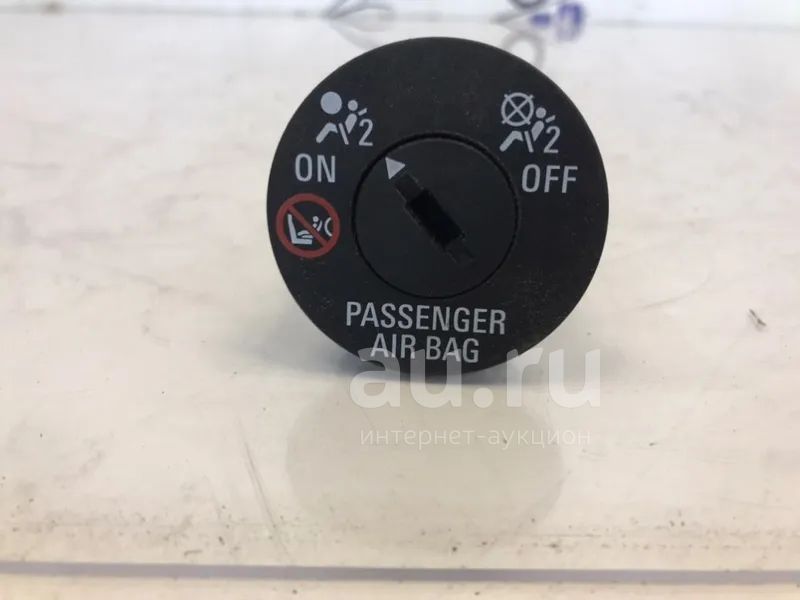 2
ON
2
OFF
PASSENGER
AIR BAG
au.ru
интернет-аукцион